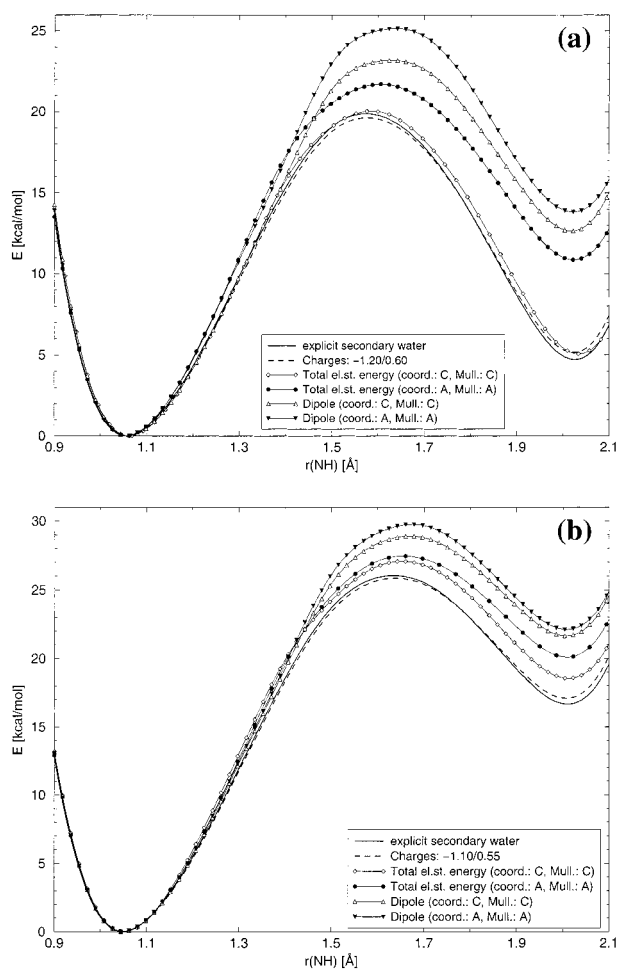 25
20
15
10
5
0
E [kcal/mol]
(a)
explicit secondary water
Charges: −1.20/0.60
Total el.st. energy (coord.: C, Mull.: C)
Total el.st. energy (coord.: A, Mull.: A)
Dipole (coord.: C, Mull.: C)
Dipole (coord.: A, Mull.: A)
0.9 1.1 1.3 1.5 1.7 1.9 2.1
r(NH) [Å]
30
25
20
15
10
5
0
E [kcal/mol]
(b)
explicit secondary water
Charges: −1.10/0.55
Total el.st. energy (coord.: C, Mull.: C)
Total el.st. energy (coord.: A, Mull.: A)
Dipole (coord.: C, Mull.: C)
Dipole (coord.: A, Mull.: A)
0.9 1.1 1.3 1.5 1.7 1.9 2.1
r(NH) [Å]